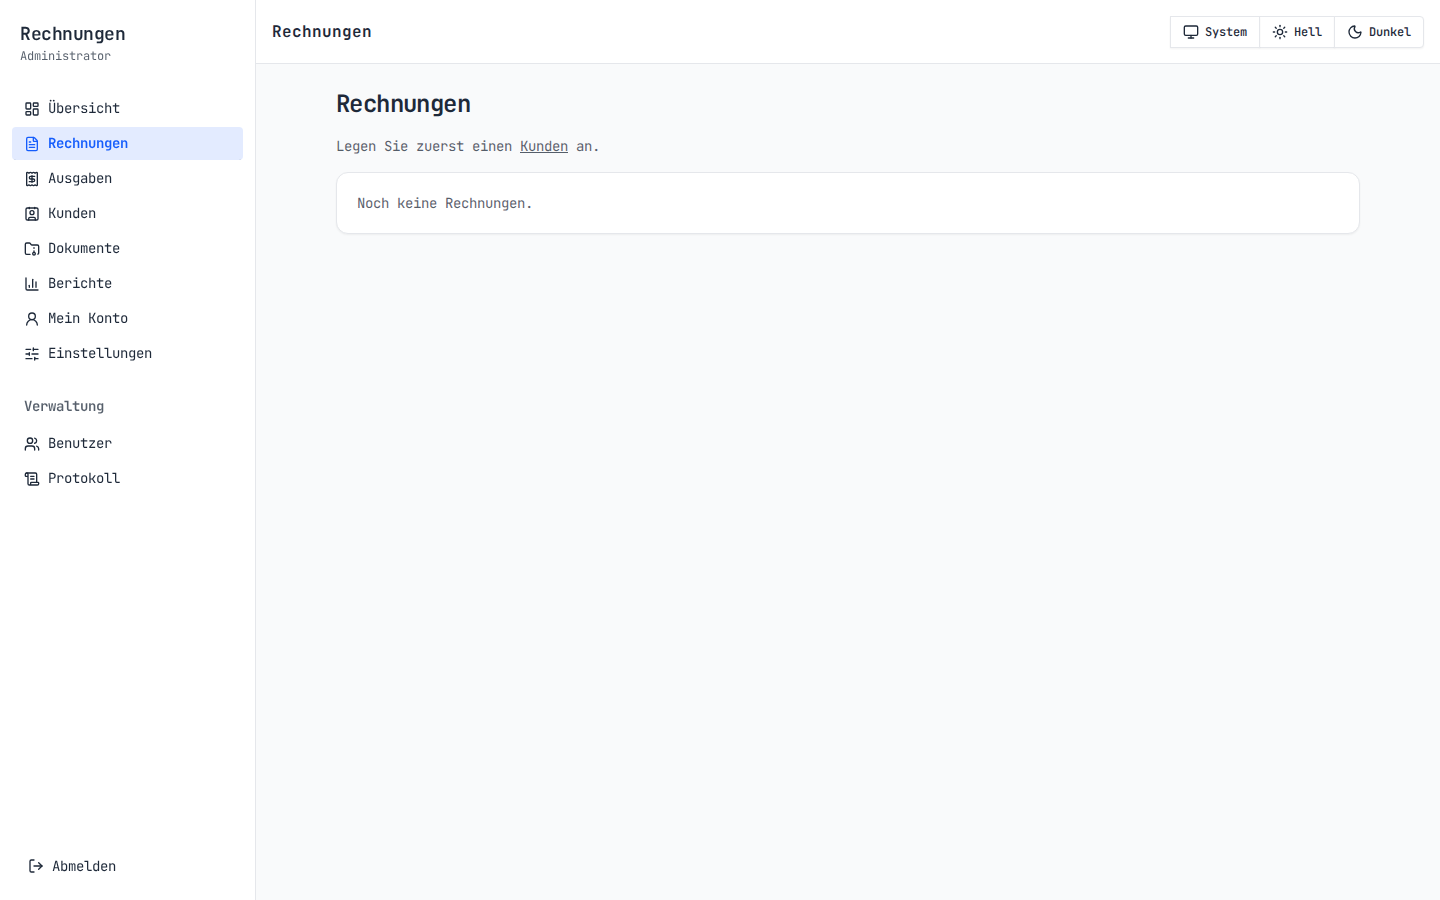 Rechnungen
Administrator
Übersicht
Rechnungen
Ausgaben
Kunden
Dokumente
Berichte
Mein Konto
Einstellungen
Verwaltung
Benutzer
Protokoll
Abmelden
Rechnungen
System
Hell
Dunkel
Rechnungen
Legen Sie zuerst einen Kunden an.
Noch keine Rechnungen.